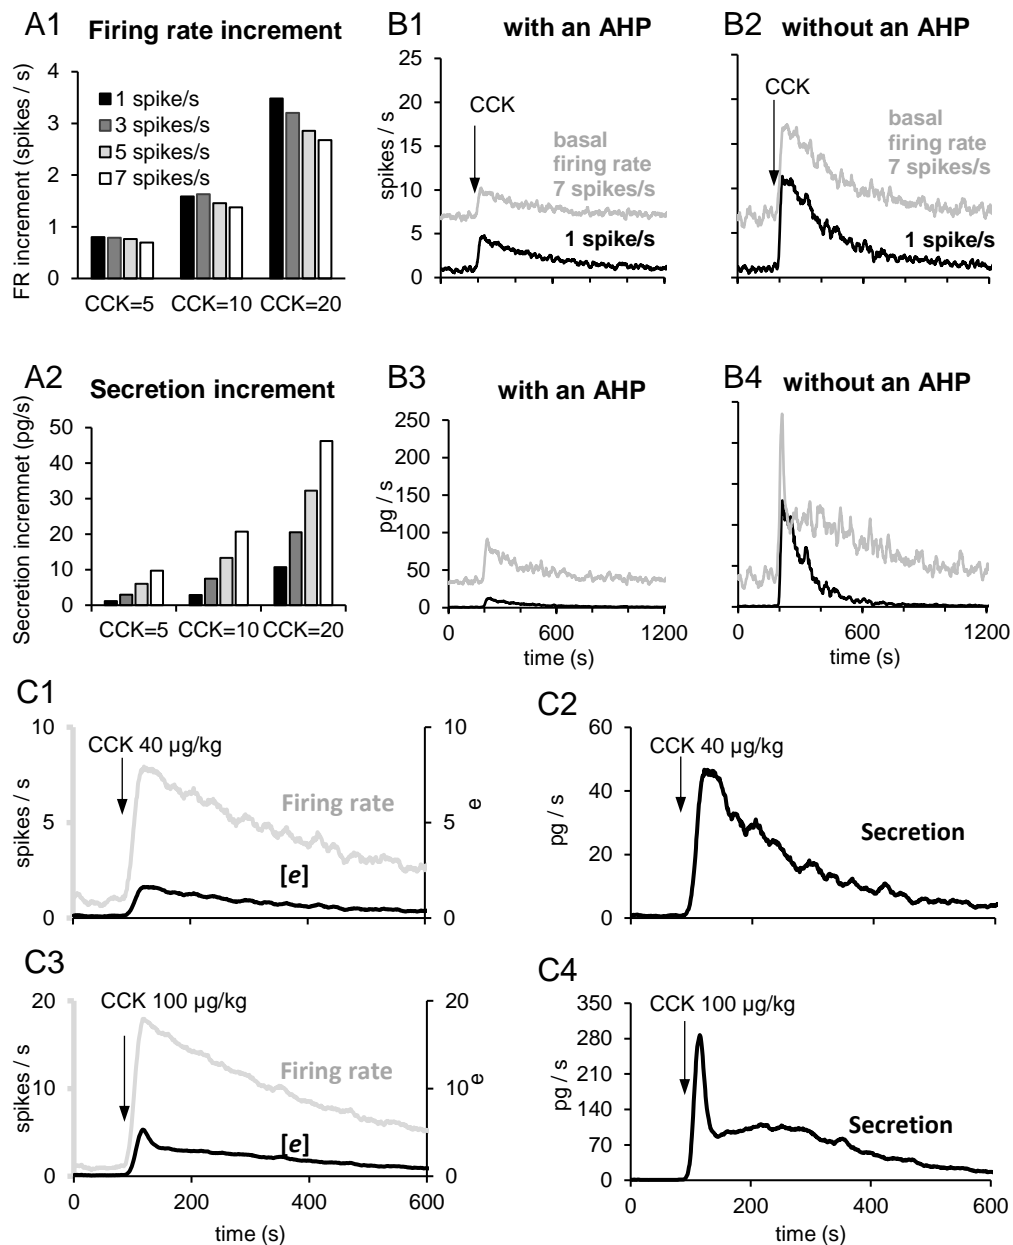 A1
Firing rate increment
FR increment (spikes / s)
4
3
2
1
0
1 spike/s
3 spikes/s
5 spikes/s
7 spikes/s
CCK=5 CCK=10 CCK=20
B1
with an AHP
spikes / s
25
20
15
10
5
0
CCK
basal
firing rate
7 spikes/s
1 spike/s
B2
without an AHP
CCK
basal
firing rate
7 spikes/s
1 spike/s
A2
Secretion increment
Secretion incremnet (pg/s)
50
40
30
20
10
0
CCK=5 CCK=10 CCK=20
B3
with an AHP
pg / s
250
200
150
100
50
0
0 600 1200
time (s)
B4
without an AHP
0 600 1200
time (s)
C1
spikes / s
10
5
0
CCK 40 µg/kg
Firing rate
[e]
10
5
0
e
C2
pg / s
60
40
20
0
CCK 40 µg/kg
Secretion
C3
spikes / s
20
10
0
CCK 100 µg/kg
Firing rate
[e]
20
10
0
e
0 200 400 600
time (s)
C4
pg / s
350
280
210
140
70
0
CCK 100 µg/kg
Secretion
0 200 400 600
time (s)